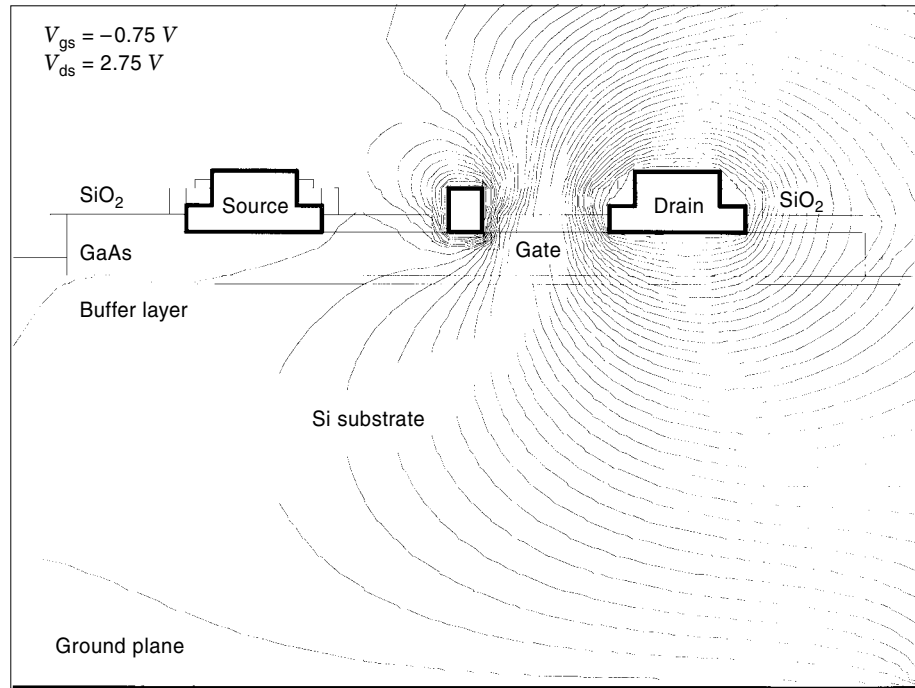 V_gs = −0.75 V
V_ds = 2.75 V
SiO₂
Source
Drain
SiO₂
GaAs
Gate
Buffer layer
Si substrate
Ground plane